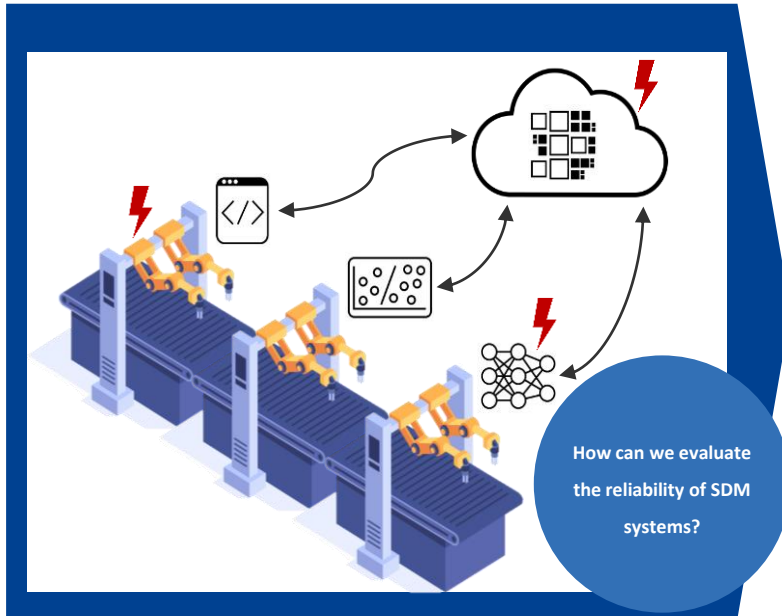 </>
How can we evaluate
the reliability of SDM
systems?